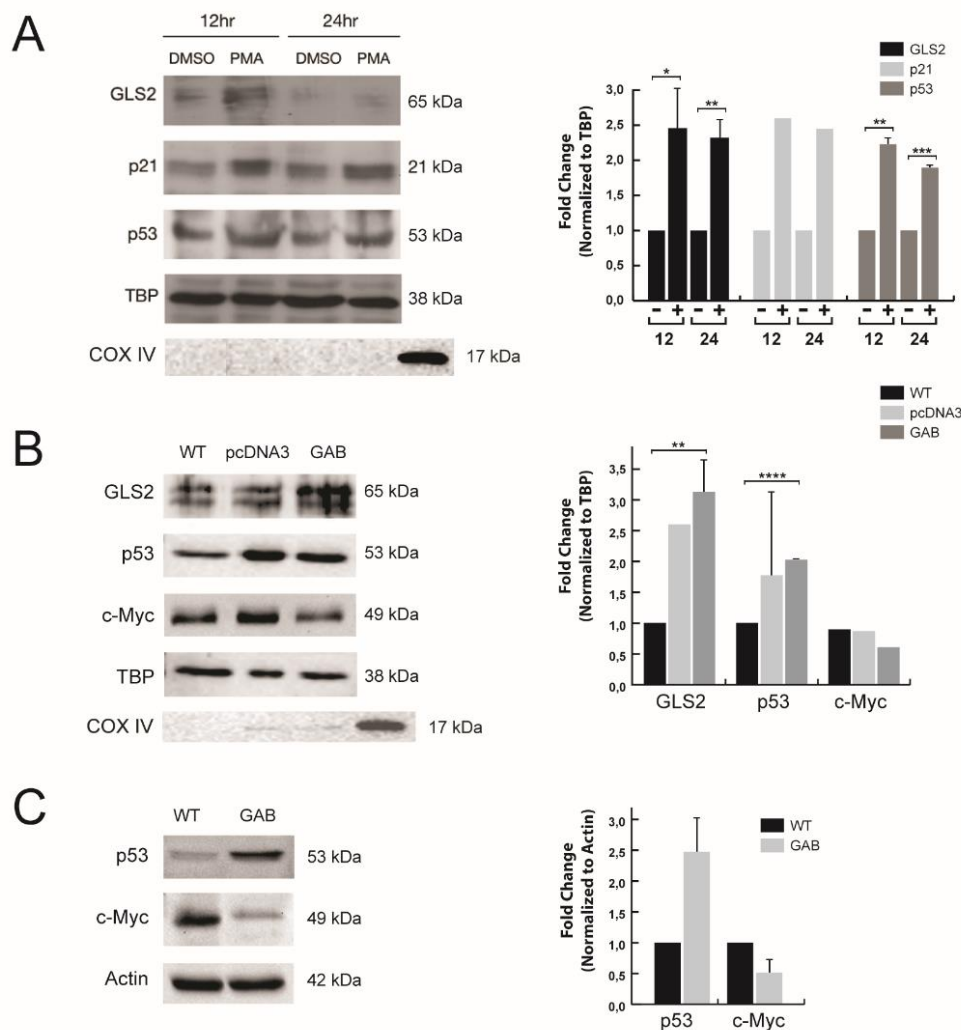 A
12hr 24hr
DMSO PMA DMSO PMA
GLS2 65 kDa
p21 21 kDa
p53 53 kDa
TBP 38 kDa
COX IV 17 kDa
GLS2
p21
p53
Fold Change
(Normalized to TBP)
3,0
2,5
2,0
1,5
1,0
0,5
0,0
* ** ** ***
- + - + - + - + - + - +
12 24 12 24 12 24
B
WT pcDNA3 GAB
GLS2 65 kDa
p53 53 kDa
c-Myc 49 kDa
TBP 38 kDa
COX IV 17 kDa
WT
pcDNA3
GAB
Fold Change
(Normalized to TBP)
3,5
3,0
2,5
2,0
1,5
1,0
0,5
0,0
** ****
GLS2 p53 c-Myc
C
WT GAB
p53 53 kDa
c-Myc 49 kDa
Actin 42 kDa
WT
GAB
Fold Change
(Normalized to Actin)
3,0
2,5
2,0
1,0
0,5
0,0
p53 c-Myc